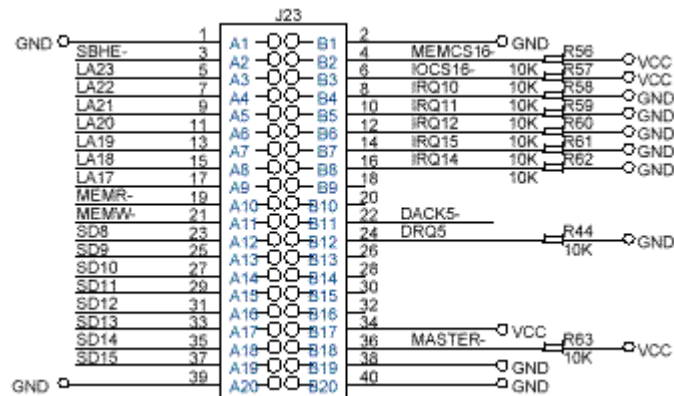 J23
GND 1 A1 B1 2 GND
SBHE- 3 A2 B2 4 MEMCS16- R56 VCC
LA23 5 A3 B3 6 IOCS16- 10K R57 VCC
LA22 7 A4 B4 8 IRQ10 10K R58 GND
LA21 9 A5 B5 10 IRQ11 10K R59 GND
LA20 11 A6 B6 12 IRQ12 10K R60 GND
LA19 13 A7 B7 14 IRQ15 10K R61 GND
LA18 15 A8 B8 16 IRQ14 10K R62 GND
LA17 17 A9 B9 18 10K
MEMR- 19 A10 B10 20
MEMW- 21 A11 B11 22 DACK5-
SD8 23 A12 B12 24 DRQ5 R44 GND
SD9 25 A13 B13 26 10K
SD10 27 A14 B14 28
SD11 29 A15 B15 30
SD12 31 A16 B16 32
SD13 33 A17 B17 34 VCC
SD14 35 A18 B18 36 MASTER- R63 VCC
SD15 37 A19 B19 38 GND 10K
GND 39 A20 B20 40 GND